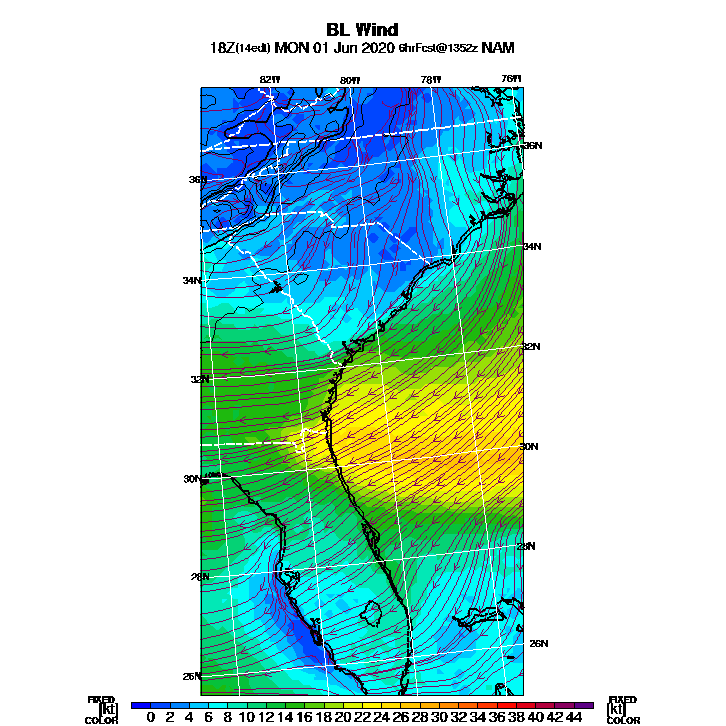 BL Wind
18Z(14edt) MON 01 Jun 2020 6hrFcst@1352z NAM
82W 80W 78W 76W
36N
36N
34N
34N
32N
32N
30N
30N
28N
28N
26N
26N
FIXED FIXED
[kt] 0 2 4 6 8 10 12 14 16 18 20 22 24 26 28 30 32 34 36 38 40 42 44 [kt]
COLOR COLOR